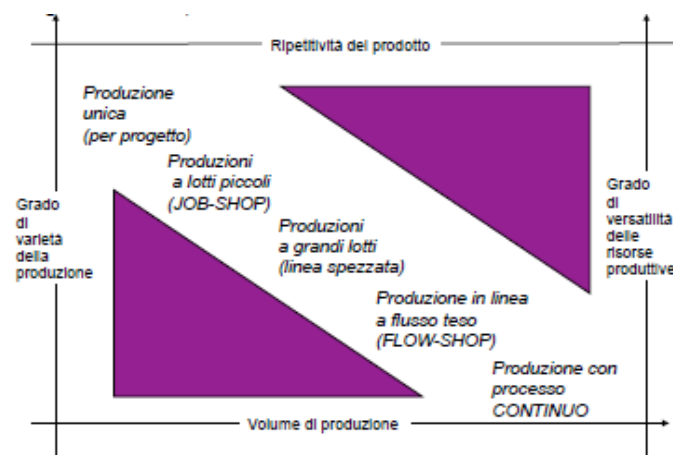 Ripetitività del prodotto
Produzione
unica
(per progetto)
Produzioni
a lotti piccoli
(JOB-SHOP)
Grado
di
varietà
della
produzione
Grado
di
versatilità
delle
risorse
produttive
Produzioni
a grandi lotti
(linea spezzata)
Produzione in linea
a flusso teso
(FLOW-SHOP)
Produzione con
processo
CONTINUO
Volume di produzione